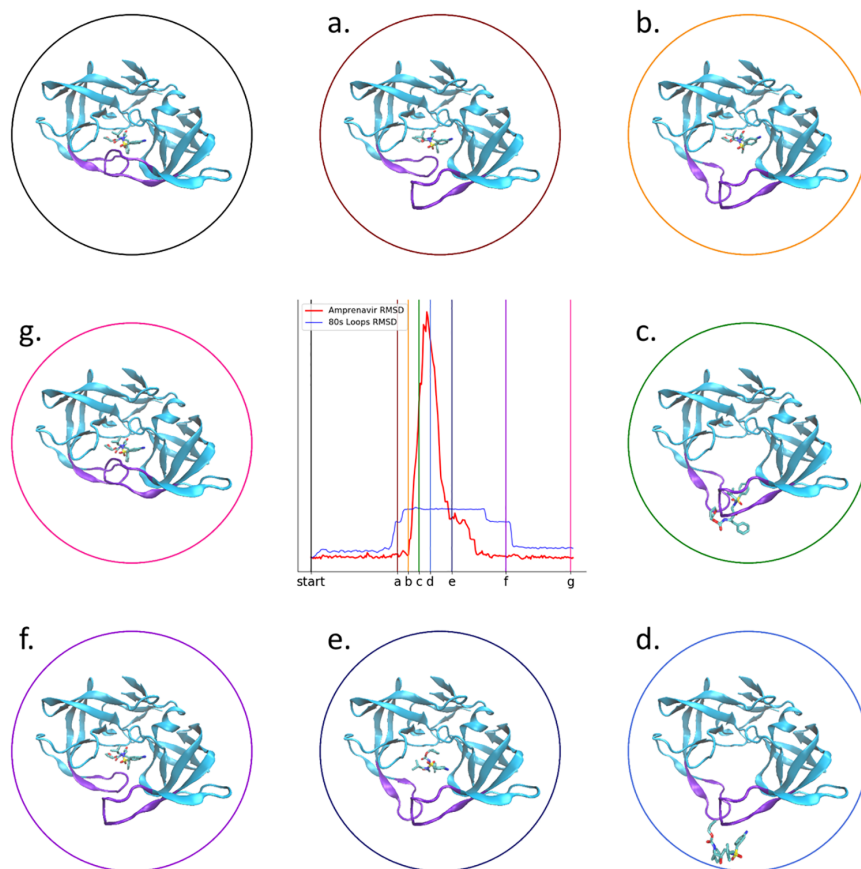 a.
b.
g.
Amprenavir RMSD
80s Loops RMSD
c.
start a b c d e f g
f.
e.
d.